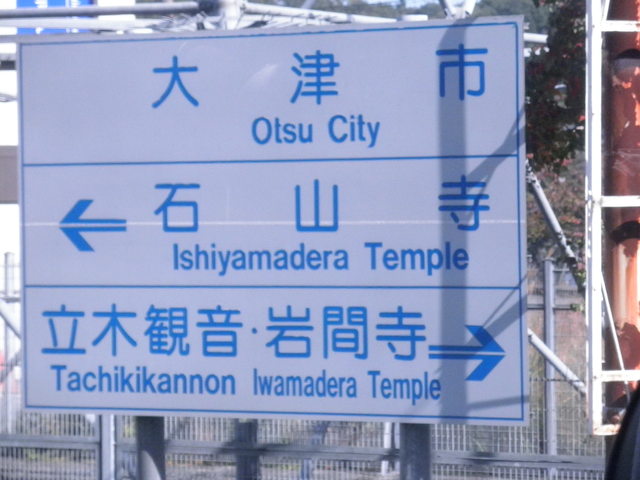 大津市
Otsu City
石山寺
Ishiyamadera Temple
立木観音・岩間寺
Tachikikannon Iwamadera Temple